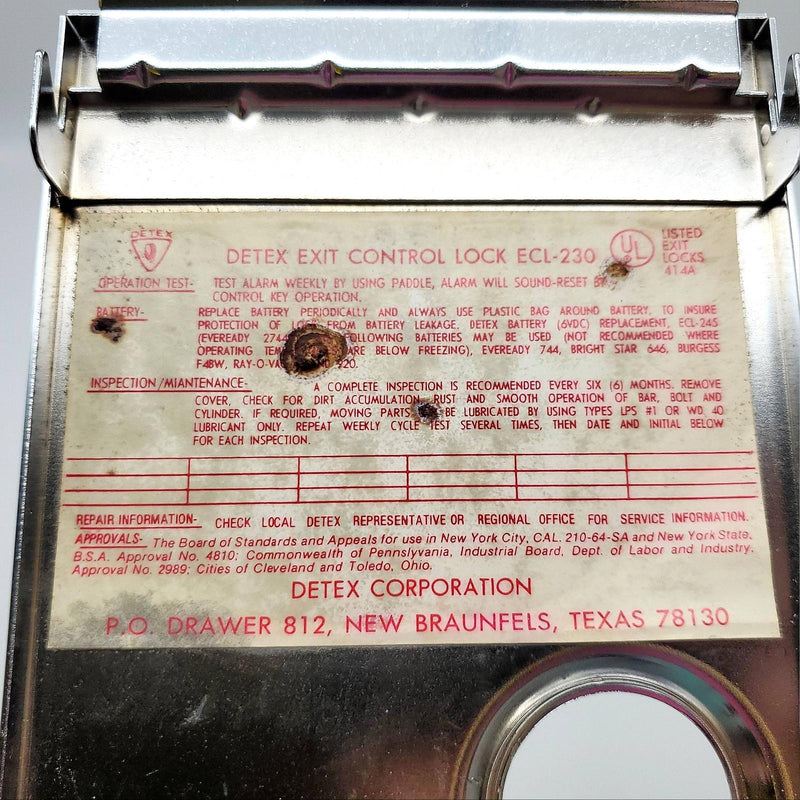 DETEX
DETEX EXIT CONTROL LOCK ECL-230
UL
LISTED
EXIT
LOCKS
414A
OPERATION TEST- TEST ALARM WEEKLY BY USING PADDLE, ALARM WILL SOUND-RESET BY
CONTROL KEY OPERATION.
BATTERY- REPLACE BATTERY PERIODICALLY AND ALWAYS USE PLASTIC BAG AROUND BATTERY, TO INSURE
PROTECTION OF FROM BATTERY LEAKAGE. DETEX BATTERY (6VDC) REPLACEMENT, ECL-245
(EVEREADY 2744 FOLLOWING BATTERIES MAY BE USED (NOT RECOMMENDED WHERE
OPERATING ARE BELOW FREEZING), EVEREADY 744, BRIGHT STAR 646, BURGESS
F4BW, 920.
INSPECTION/MIANTENANCE- A COMPLETE INSPECTION IS RECOMMENDED EVERY SIX (6) MONTHS. REMOVE
COVER, CHECK FOR DIRT ACCUMULATION, RUST AND SMOOTH OPERATION OF BAR, BOLT AND
CYLINDER. IF REQUIRED, MOVING PARTS BE LUBRICATED BY USING TYPES LPS #1 OR WD 40
LUBRICANT ONLY. REPEAT WEEKLY CYCLE TEST SEVERAL TIMES, THEN DATE AND INITIAL BELOW
FOR EACH INSPECTION.
REPAIR INFORMATION- CHECK LOCAL DETEX REPRESENTATIVE OR REGIONAL OFFICE FOR SERVICE INFORMATION.
APPROVALS- The Board of Standards and Appeals for use in New York City, CAL. 210-64-SA and New York State,
B.S.A. Approval No. 4810; Commonwealth of Pennslyvania, Industrial Board, Dept. of Labor and Industry,
Approval No. 2989; Cities of Cleveland and Toledo, Ohio.
DETEX CORPORATION
P.O. DRAWER 812, NEW BRAUNFELS, TEXAS 78130